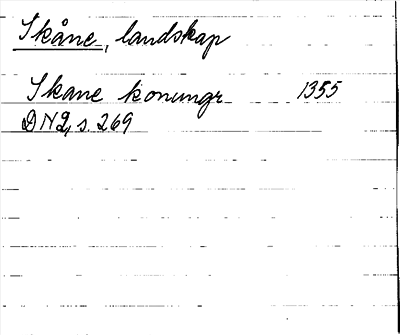 Skåne, landskap
Skane konungr 1355
DN2, s. 269